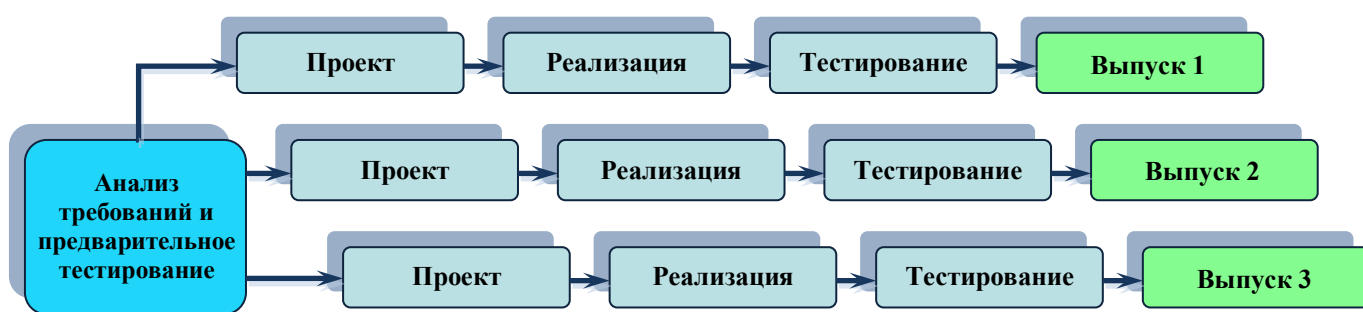 Проект
Реализация
Тестирование
Выпуск 1
Анализ
требований и
предварительное
тестирование
Проект
Реализация
Тестирование
Выпуск 2
Проект
Реализация
Тестирование
Выпуск 3